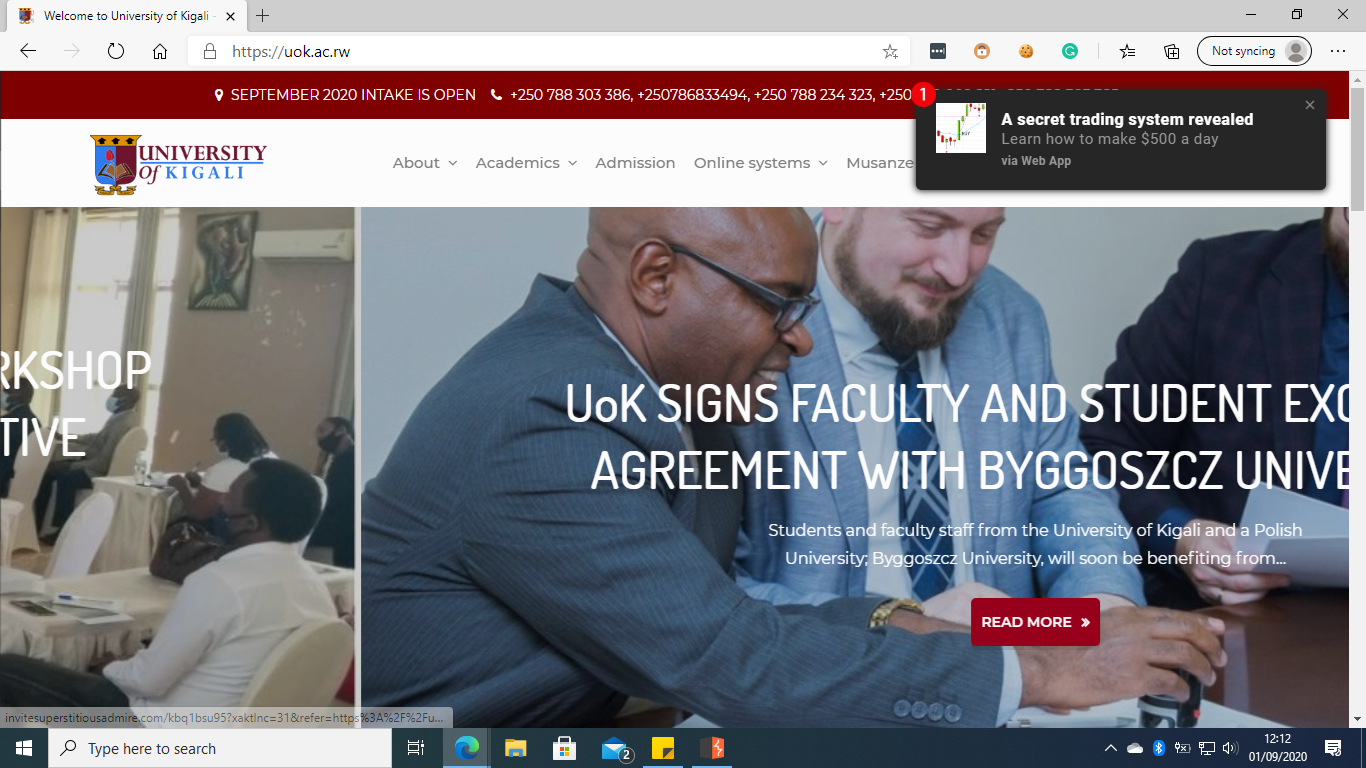 Welcome to University of Kigali -
https://uok.ac.rw
Not syncing
SEPTEMBER 2020 INTAKE IS OPEN +250 788 303 386, +250786833494, +250 788 234 323, +250
1
A secret trading system revealed
Learn how to make $500 a day
via Web App
BUY
UNIVERSITY
of KIGALI
About Academics Admission Online systems Musanze
RKSHOP
TIVE
UoK SIGNS FACULTY AND STUDENT EXC
AGREEMENT WITH BYGGOSZCZ UNIVE
Students and faculty staff from the University of Kigali and a Polish
University; Byggoszcz University, will soon be benefiting from...
READ MORE
invitesuperstitiousadmire.com/kbq1bsu95?xaktlnc=31&refer=https%3A%2F%2Fu...
Type here to search
2
12:12
01/09/2020